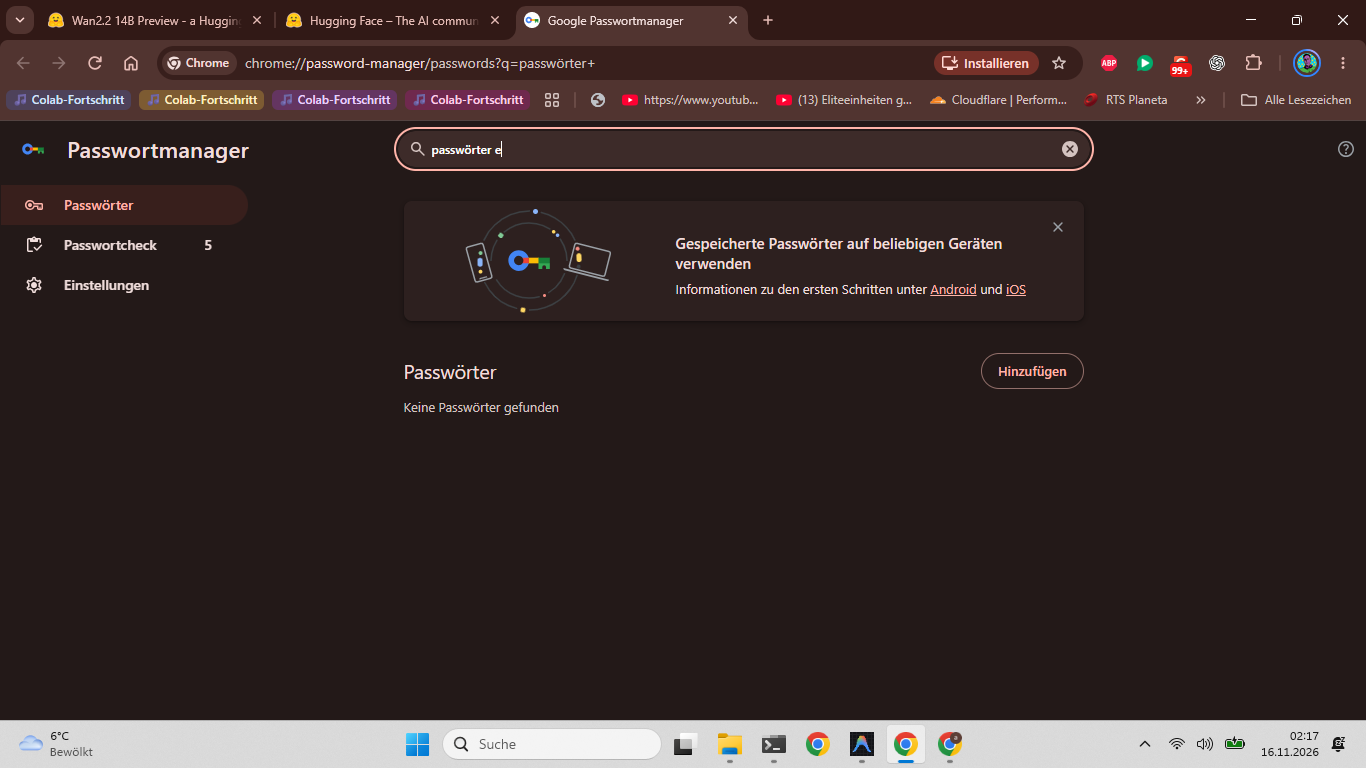 Wan2.2 14B Preview - a Hugging
Hugging Face – The AI commun
Google Passwortmanager
Chrome
chrome://password-manager/passwords?q=passwörter+
Installieren
ABP
99+
Colab-Fortschritt
Colab-Fortschritt
Colab-Fortschritt
Colab-Fortschritt
https://www.youtub...
(13) Eliteeinheiten g...
Cloudflare | Perform...
RTS Planeta
Alle Lesezeichen
Passwortmanager
passwörter e
Passwörter
Passwortcheck 5
Einstellungen
Gespeicherte Passwörter auf beliebigen Geräten
verwenden
Informationen zu den ersten Schritten unter Android und iOS
Passwörter
Hinzufügen
Keine Passwörter gefunden
6°C
Bewölkt
Suche
02:17
16.11.2026